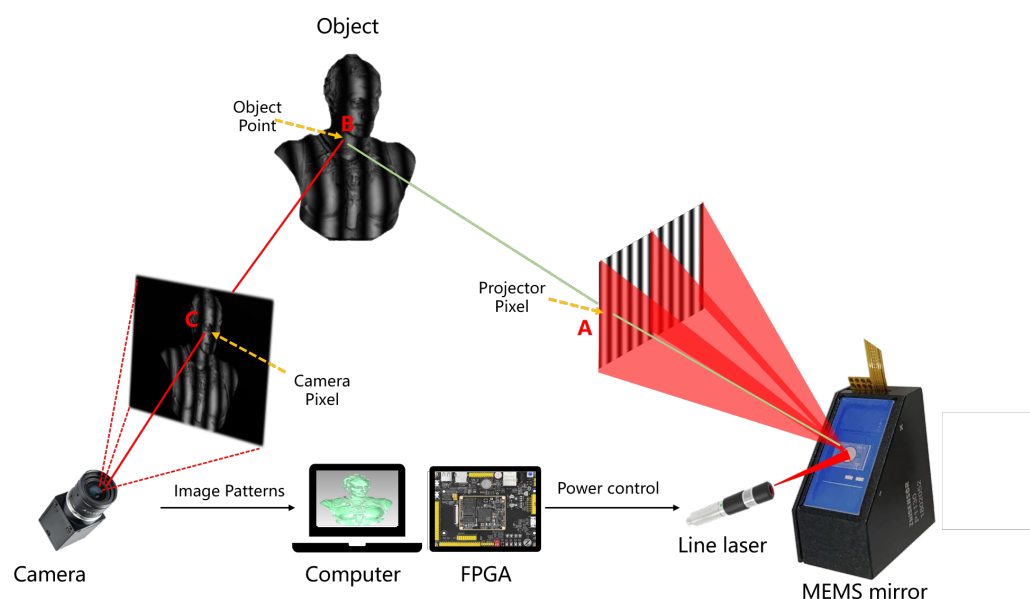 Object
Object
Point
B
Projector
Pixel
A
C
Camera
Pixel
Image Patterns
Power control
Line laser
Camera
Computer
FPGA
MEMS mirror